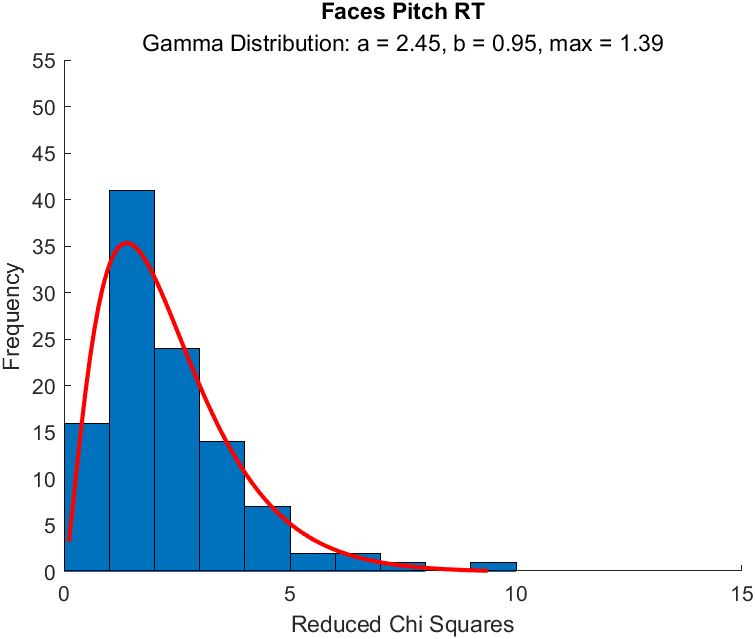 Faces Pitch RT
Gamma Distribution: a = 2.45, b = 0.95, max = 1.39
55
50
45
40
35
30
25
20
15
10
5
0
Frequency
0 5 10 15
Reduced Chi Squares